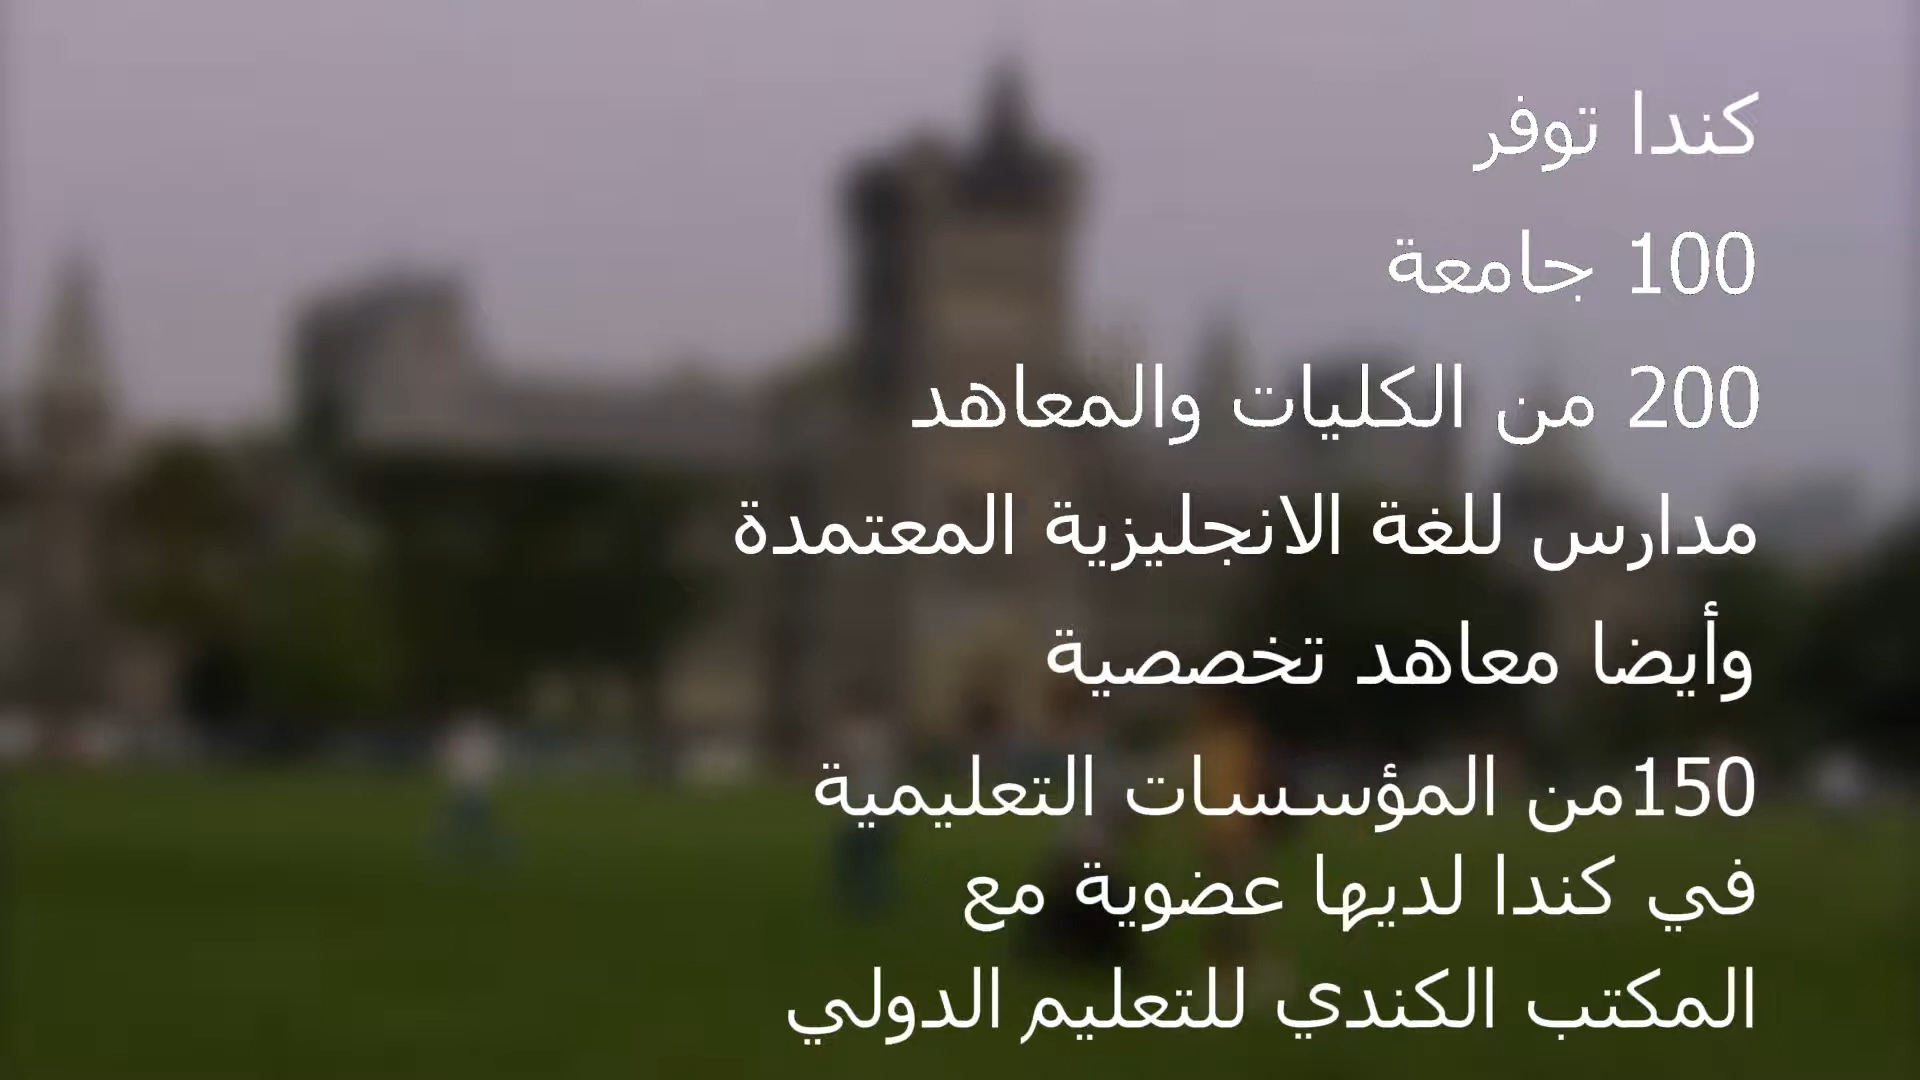 كندا توفر
100 جامعة
200 من الكليات والمعاهد
مدارس للغة الانجليزية المعتمدة
وأيضا معاهد تخصصية
150من المؤسسات التعليمية
في كندا لديها عضوية مع
المكتب الكندي للتعليم الدولي